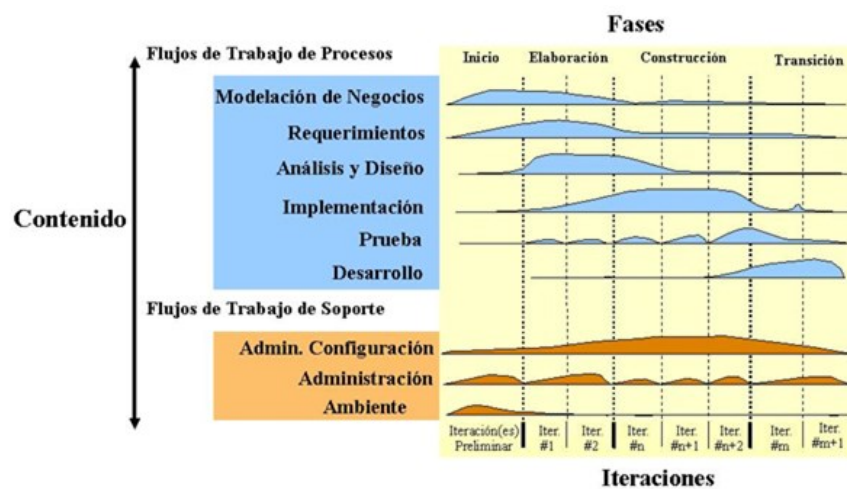 Fases
Flujos de Trabajo de Procesos
Inicio Elaboración Construcción Transición
Modelación de Negocios
Requerimientos
Análisis y Diseño
Implementación
Contenido
Prueba
Desarrollo
Flujos de Trabajo de Soporte
Admin. Configuración
Administración
Ambiente
Iteración(es) Preliminar
Iter. #1
Iter. #2
Iter. #n
Iter. #n+1
Iter. #n+2
Iter. #m
Iter. #m+1
Iteraciones